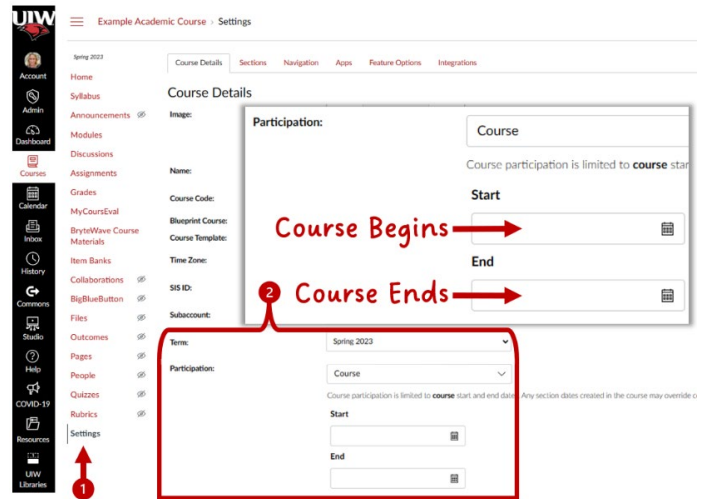 UIW
Example Academic Course › Settings
Account
Admin
Dashboard
Courses
Calendar
Inbox
History
Commons
Studio
Help
COVID-19
Resources
UIW
Libraries
Spring 2023
Home
Syllabus
Announcements
Modules
Discussions
Assignments
Grades
MyCoursEval
BryteWave Course
Materials
Item Banks
Collaborations
BigBlueButton
Files
Outcomes
Pages
People
Quizzes
Rubrics
Settings
1
Course Details Sections Navigation Apps Feature Options Integrations
Course Details
Image:
Name:
Course Code:
Blueprint Course:
Course Template:
Time Zone:
SIS ID:
Subaccount:
Participation:
Course
Course participation is limited to course star
Start
Course Begins
End
2 Course Ends
Term: Spring 2023
Participation: Course
Course participation is limited to course start and end dates. Any section dates created in the course may override c
Start
End